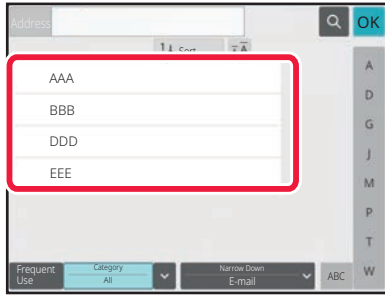 Address
OK
Sort
AAA
BBB
DDD
EEE
A
D
G
J
M
P
T
W
Frequent Use
Category
All
Narrow Down
E-mail
ABC